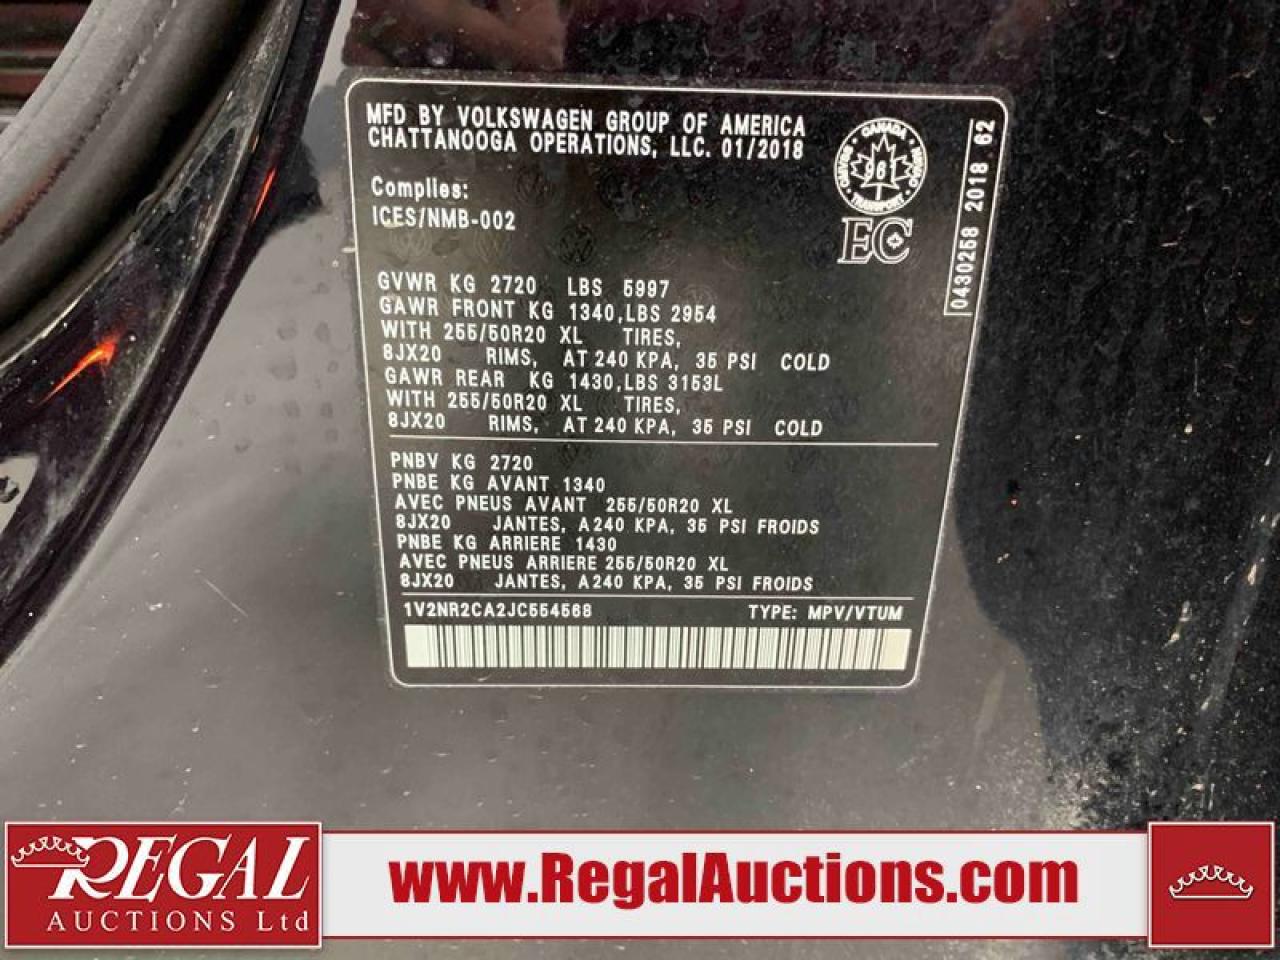 MFD BY VOLKSWAGEN GROUP OF AMERICA
CHATTANOOGA OPERATIONS, LLC. 01/2018
CANADA
961
TRANSPORT
EC
0430258 2018 62
Complies:
ICES/NMB-002
GVWR KG 2720 LBS 5997
GAWR FRONT KG 1340,LBS 2954
WITH 255/50R20 XL TIRES,
8JX20 RIMS, AT 240 KPA, 35 PSI COLD
GAWR REAR KG 1430,LBS 3153L
WITH 255/50R20 XL TIRES,
8JX20 RIMS, AT 240 KPA, 35 PSI COLD
PNBV KG 2720
PNBE KG AVANT 1340
AVEC PNEUS AVANT 255/50R20 XL
8JX20 JANTES, A 240 KPA, 35 PSI FROIDS
PNBE KG ARRIERE 1430
AVEC PNEUS ARRIERE 255/50R20 XL
8JX20 JANTES, A 240 KPA, 35 PSI FROIDS
1V2NR2CA2JC554568 TYPE: MPV/VTUM
REGAL
AUCTIONS Ltd
www.RegalAuctions.com